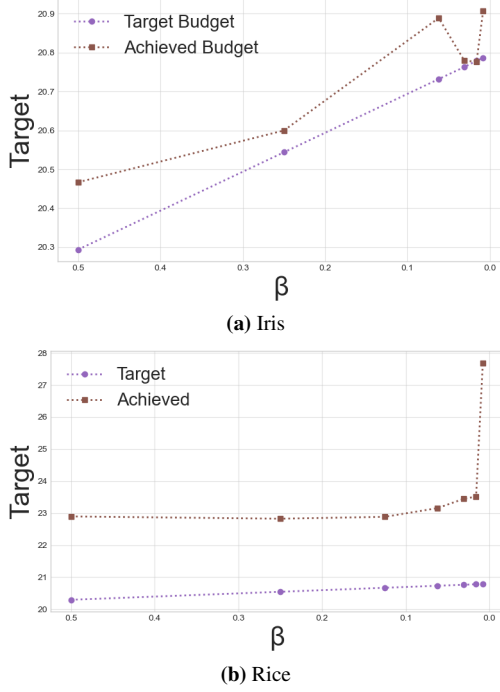 20.9
20.8
20.7
20.6
20.5
20.4
20.3
Target
Target Budget
Achieved Budget
0.5 0.4 0.3 0.2 0.1 0.0
β
(a) Iris
28
27
26
25
24
23
22
21
20
Target
Target
Achieved
0.5 0.4 0.3 0.2 0.1 0.0
β
(b) Rice